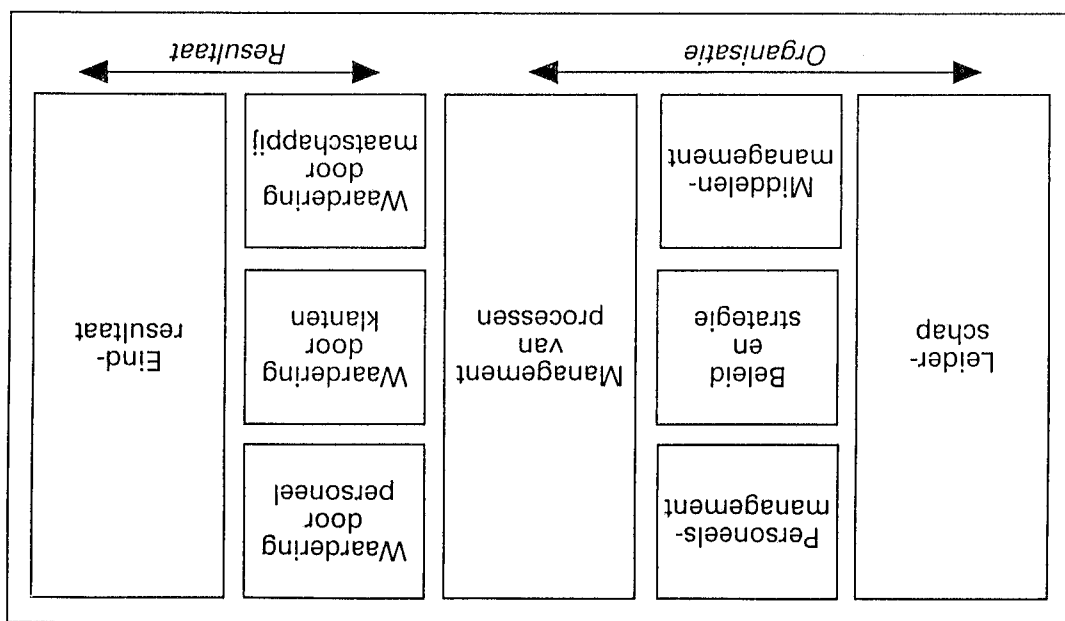 Leider-
schap
Personeels-
management
Beleid
en
strategie
Middelen-
management
Management
van
processen
Waardering
door
personeel
Waardering
door
klanten
Waardering
door
maatschappij
Eind-
resultaat
Organisatie
Resultaat